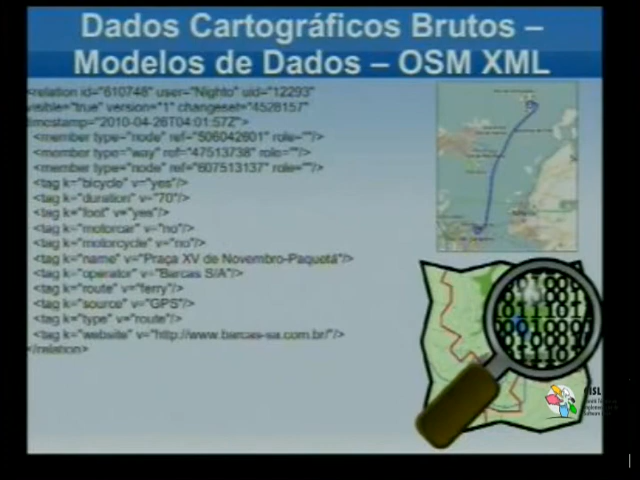 Dados Cartográficos Brutos –
Modelos de Dados – OSM XML
<relation id="610748" user="Nighto" uid="12293"
visible="true" version="1" changeset="4528157"
timestamp="2010-04-26T04:01:57Z">
<member type="node" ref="506042601" role=""/>
<member type="way" ref="47513738" role=""/>
<member type="node" ref="607513137" role=""/>
<tag k="bicycle" v="yes"/>
<tag k="duration" v="70"/>
<tag k="foot" v="yes"/>
<tag k="motorcar" v="no"/>
<tag k="motorcycle" v="no"/>
<tag k="name" v="Praça XV de Novembro-Paquetá"/>
<tag k="operator" v="Barcas S/A"/>
<tag k="route" v="ferry"/>
<tag k="source" v="GPS"/>
<tag k="type" v="route"/>
<tag k="website" v="http://www.barcas-sa.com.br/"/>
</relation>